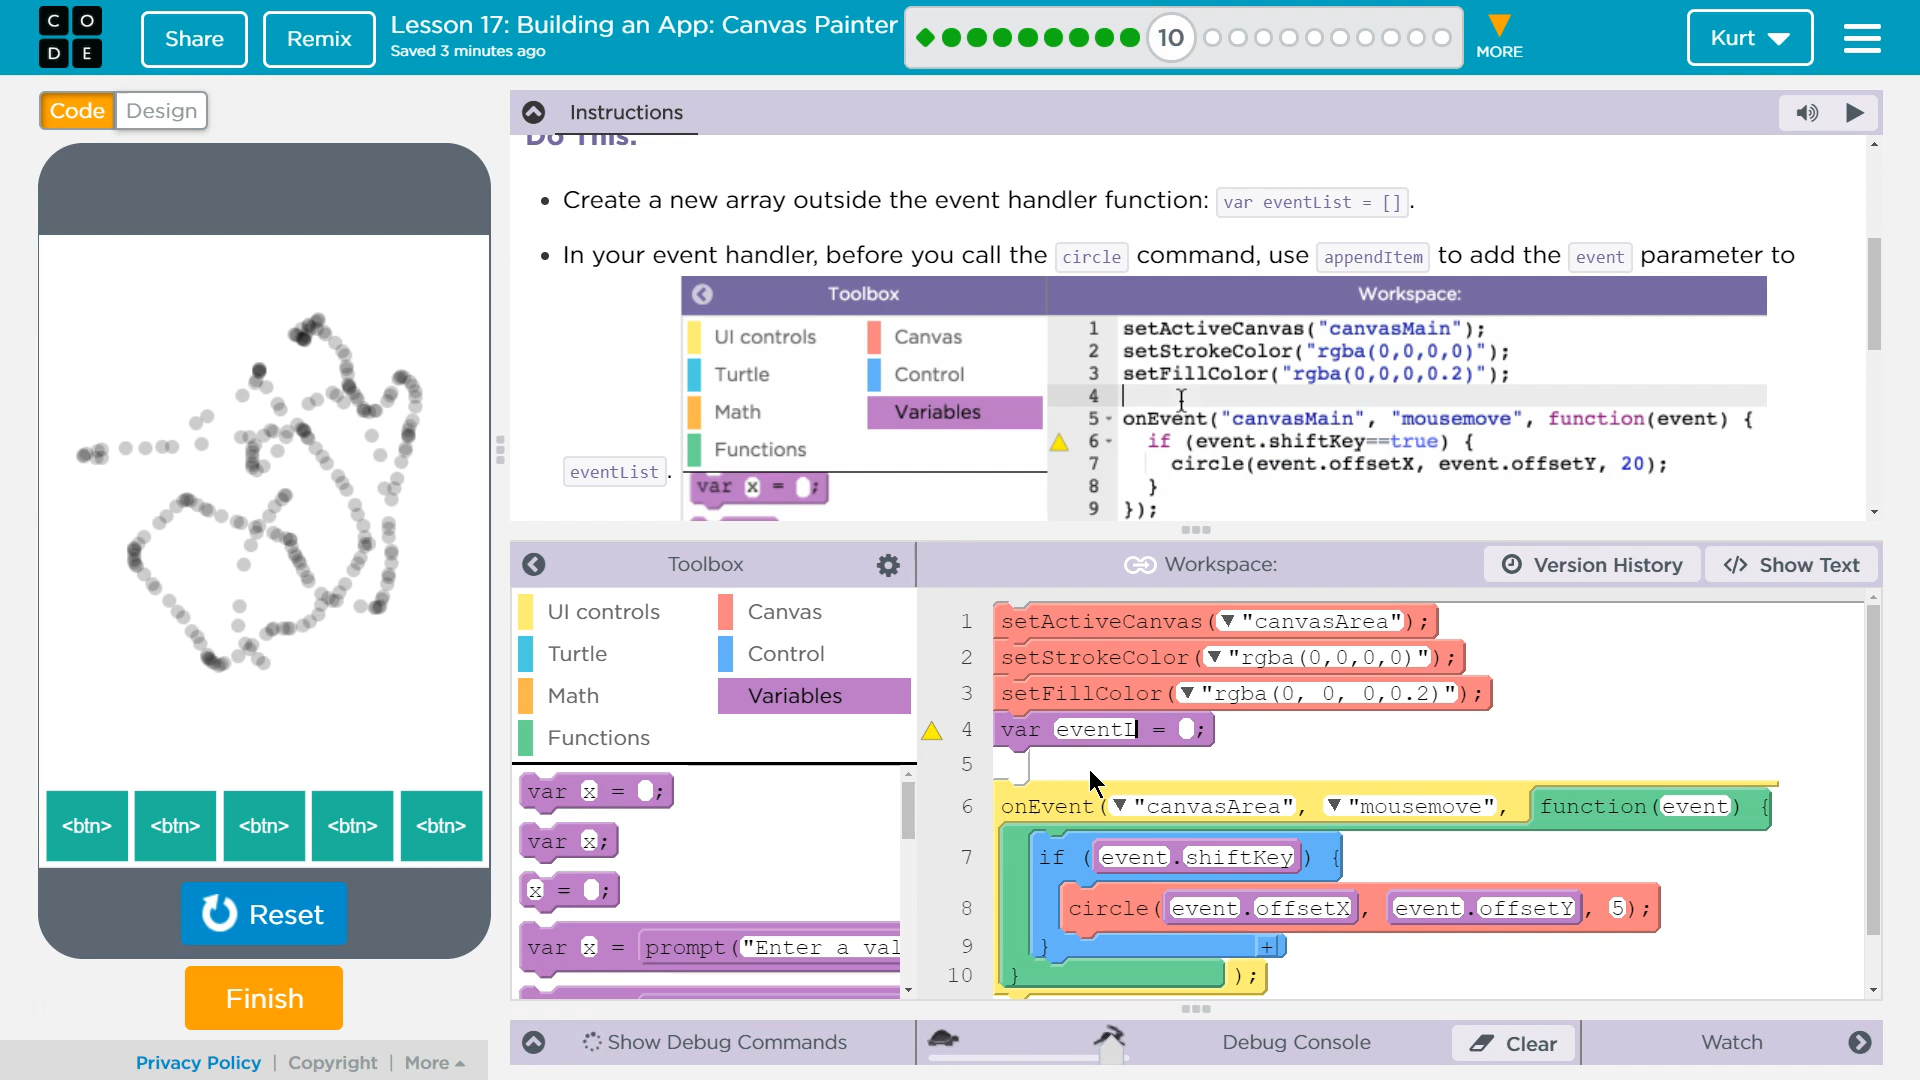 CODE
Share
Remix
Lesson 17: Building an App: Canvas Painter
Saved 3 minutes ago
10
MORE
Kurt
Code
Design
Instructions
Do This:
Create a new array outside the event handler function: var eventList = [] .
In your event handler, before you call the circle command, use appendItem to add the event parameter to
eventList .
Toolbox
Workspace:
UI controls
Canvas
Turtle
Control
Math
Variables
Functions
var x = ;
1 setActiveCanvas("canvasMain");
2 setStrokeColor("rgba(0,0,0,0)");
3 setFillColor("rgba(0,0,0,0.2)");
4
5 onEvent("canvasMain", "mousemove", function(event) {
6 if (event.shiftKey==true) {
7 circle(event.offsetX, event.offsetY, 20);
8 }
9 });
Toolbox
Workspace:
Version History
</> Show Text
UI controls
Canvas
Turtle
Control
Math
Variables
Functions
var x = ;
var x;
x = ;
var x = prompt("Enter a val
1 setActiveCanvas(▼"canvasArea");
2 setStrokeColor(▼"rgba(0,0,0,0)");
3 setFillColor(▼"rgba(0, 0, 0,0.2)");
4 var eventL = ;
5
6 onEvent(▼"canvasArea", ▼"mousemove", function(event) {
7 if (event.shiftKey) {
8 circle(event.offsetX, event.offsetY, 5);
9 } +
10 } );
<btn>
<btn>
<btn>
<btn>
<btn>
Reset
Finish
Privacy Policy | Copyright | More
Show Debug Commands
Debug Console
Clear
Watch